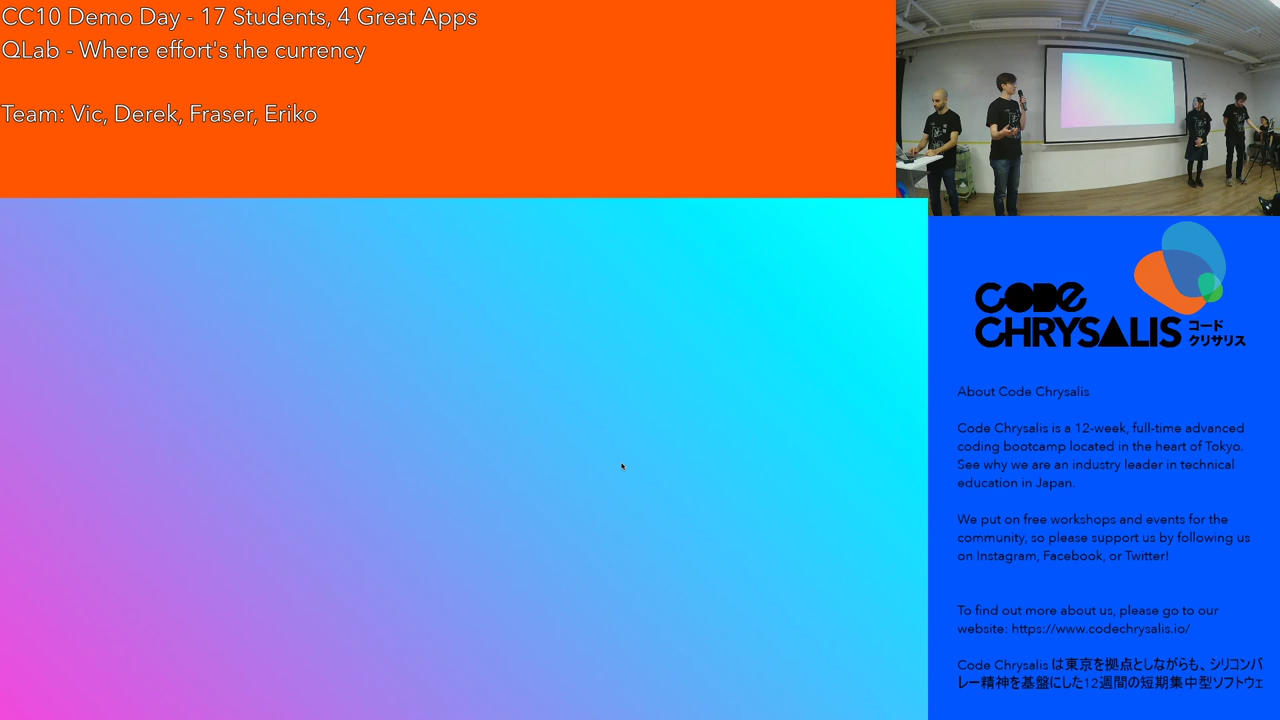 CC10 Demo Day - 17 Students, 4 Great Apps
QLab - Where effort's the currency
Team: Vic, Derek, Fraser, Eriko
CODE
CHRYSALIS
コード
クリサリス
About Code Chrysalis
Code Chrysalis is a 12-week, full-time advanced
coding bootcamp located in the heart of Tokyo.
See why we are an industry leader in technical
education in Japan.
We put on free workshops and events for the
community, so please support us by following us
on Instagram, Facebook, or Twitter!
To find out more about us, please go to our
website: https://www.codechrysalis.io/
Code Chrysalis は東京を拠点としながらも、シリコンバ
レー精神を基盤にした12週間の短期集中型ソフトウェ